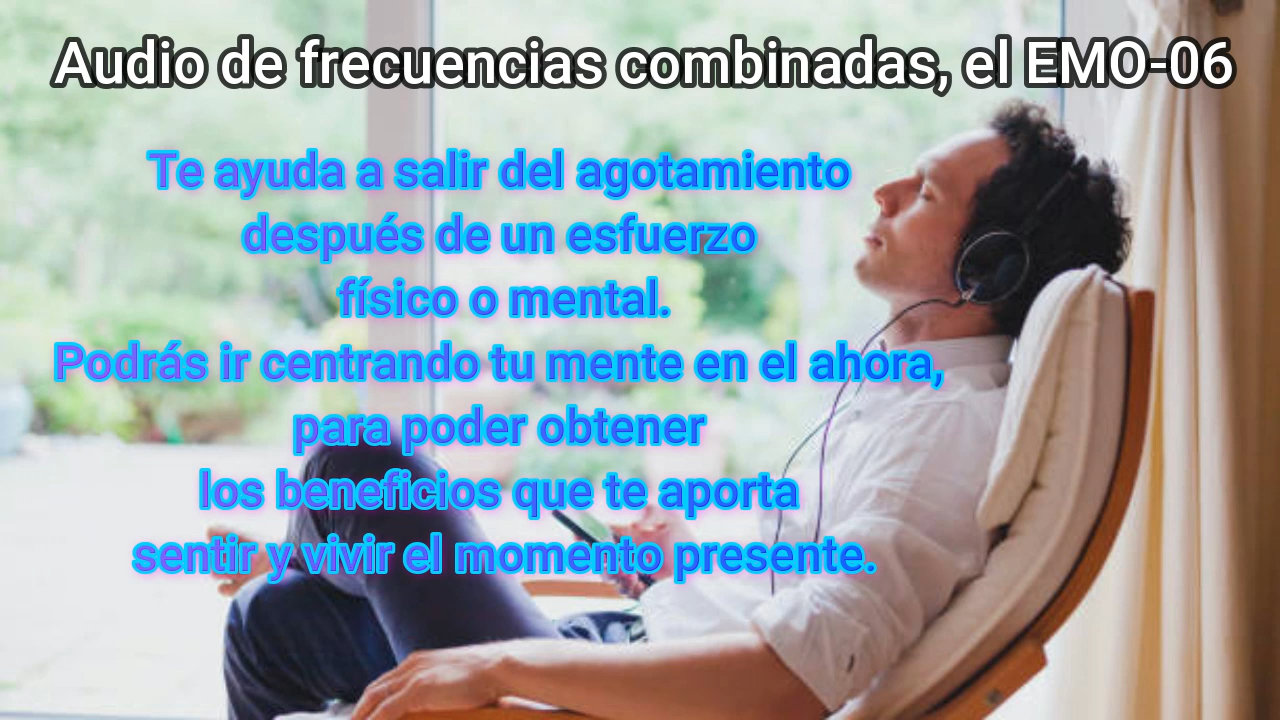 Audio de frecuencias combinadas, el EMO-06
Te ayuda a salir del agotamiento
después de un esfuerzo
físico o mental.
Podrás ir centrando tu mente en el ahora,
para poder obtener
los beneficios que te aporta
sentir y vivir el momento presente.